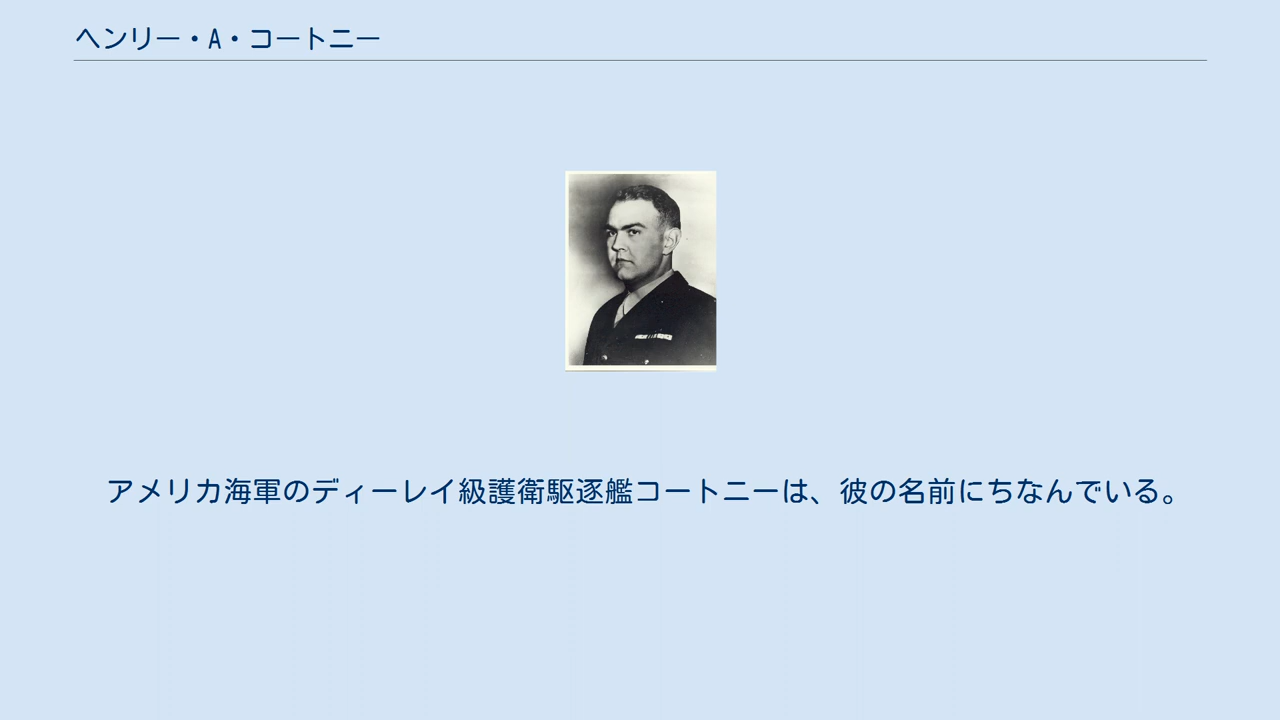 ヘンリー・A・コートニー
アメリカ海軍のディーレイ級護衛駆逐艦コートニーは、彼の名前にちなんでいる。